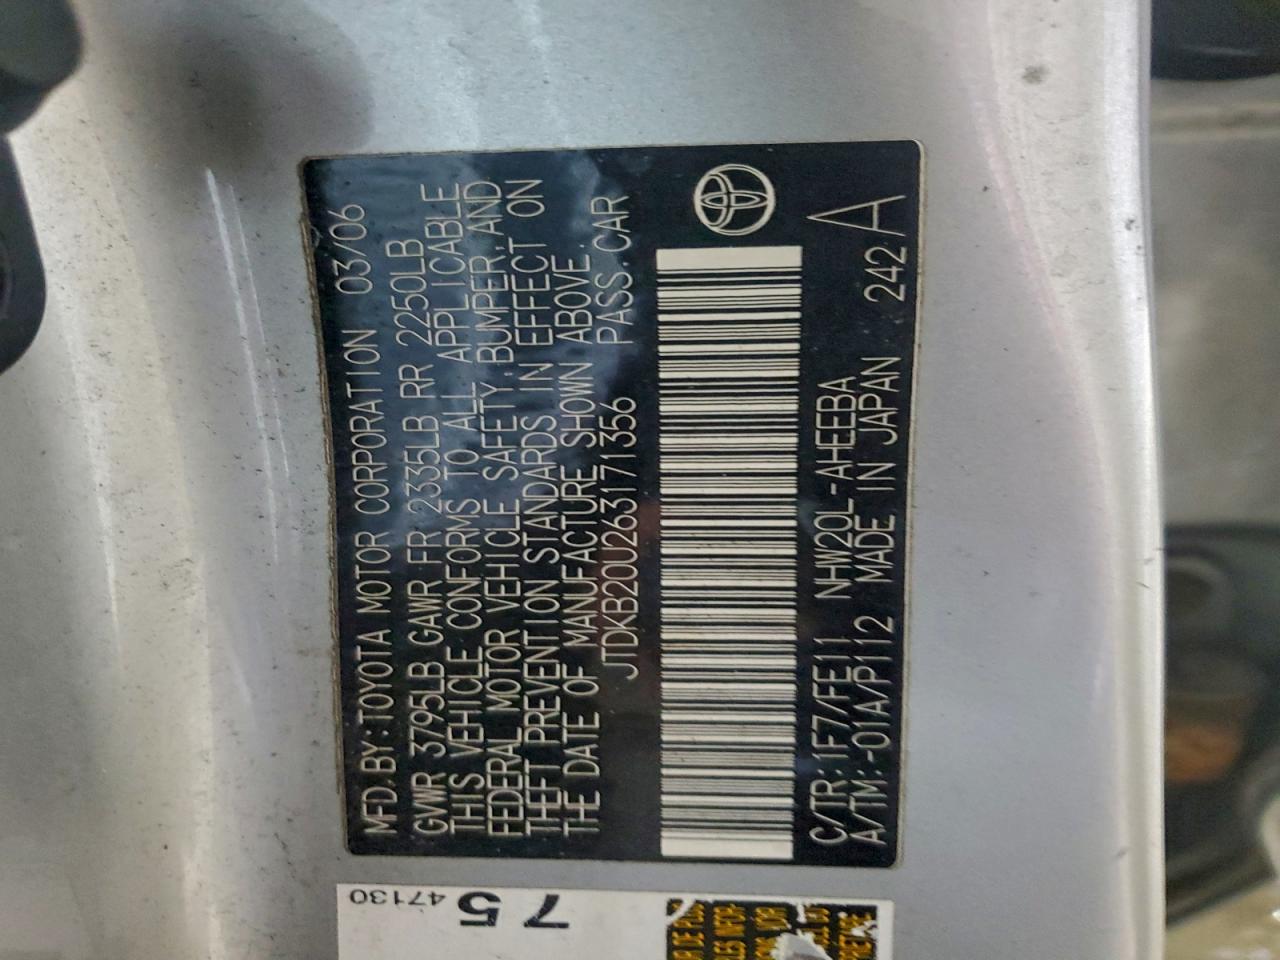 MFD. BY: TOYOTA MOTOR CORPORATION 03/06
GVWR 3795LB GAWR FR 2335LB RR 2250LB
THIS VEHICLE CONFORMS TO ALL APPLICABLE
FEDERAL MOTOR VEHICLE SAFETY, BUMPER, AND
THEFT PREVENTION STANDARDS IN EFFECT ON
THE DATE OF MANUFACTURE SHOWN ABOVE.
JTDKB20U263171356 PASS. CAR
C/TR: 1F7/FE11 NHW20L-AHEEBA
A/TM: -01A/P112 MADE IN JAPAN 242 A
75
47130